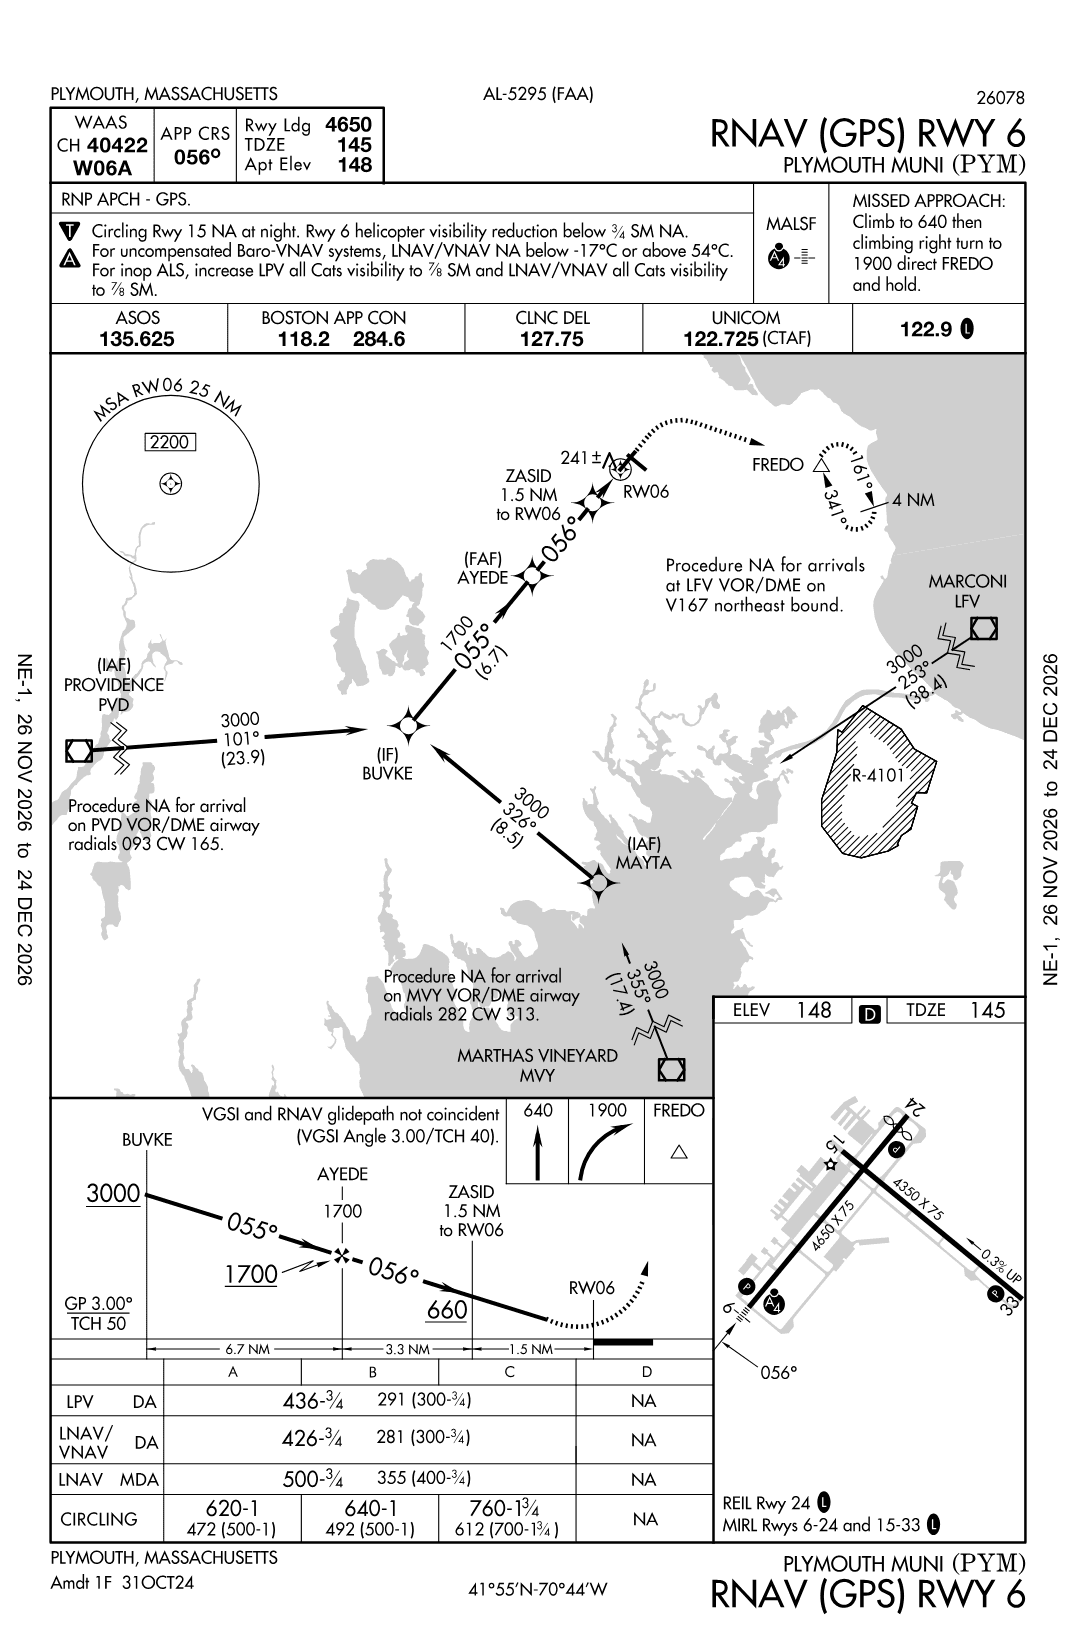 PLYMOUTH, MASSACHUSETTS
AL-5295 (FAA)
26078
WAAS
CH 40422
W06A
APP CRS
056°
Rwy Ldg 4650
TDZE 145
Apt Elev 148
RNAV (GPS) RWY 6
PLYMOUTH MUNI (PYM)
RNP APCH - GPS.
T
A
Circling Rwy 15 NA at night. Rwy 6 helicopter visibility reduction below ¾ SM NA.
For uncompensated Baro-VNAV systems, LNAV/VNAV NA below -17°C or above 54°C.
For inop ALS, increase LPV all Cats visibility to ⅞ SM and LNAV/VNAV all Cats visibility
to ⅞ SM.
MALSF
A4
MISSED APPROACH:
Climb to 640 then
climbing right turn to
1900 direct FREDO
and hold.
ASOS
135.625
BOSTON APP CON
118.2 284.6
CLNC DEL
127.75
UNICOM
122.725 (CTAF)
122.9 L
MSA RW06 25 NM
2200
241±
ZASID
1.5 NM
to RW06
RW06
FREDO
161°
341°
4 NM
056°
(FAF)
AYEDE
Procedure NA for arrivals
at LFV VOR/DME on
V167 northeast bound.
MARCONI
LFV
1700
055°
(6.7)
3000
253°
(38.4)
(IAF)
PROVIDENCE
PVD
3000
101°
(23.9)
(IF)
BUVKE
R-4101
Procedure NA for arrival
on PVD VOR/DME airway
radials 093 CW 165.
3000
326°
(8.5)
(IAF)
MAYTA
Procedure NA for arrival
on MVY VOR/DME airway
radials 282 CW 313.
3000
355°
(17.4)
MARTHAS VINEYARD
MVY
NE-1, 26 NOV 2026 to 24 DEC 2026
NE-1, 26 NOV 2026 to 24 DEC 2026
ELEV 148
D
TDZE 145
24
P
15
4350 X 75
4650 X 75
0.3% UP
P
A4
P
33
6
056°
REIL Rwy 24 L
MIRL Rwys 6-24 and 15-33 L
VGSI and RNAV glidepath not coincident
(VGSI Angle 3.00/TCH 40).
640
1900
FREDO
BUVKE
AYEDE
1700
ZASID
1.5 NM
to RW06
3000
055°
1700
056°
660
RW06
GP 3.00°
TCH 50
6.7 NM
3.3 NM
1.5 NM
A B C D
LPV DA 436-¾ 291 (300-¾) NA
LNAV/
VNAV DA 426-¾ 281 (300-¾) NA
LNAV MDA 500-¾ 355 (400-¾) NA
CIRCLING
620-1
472 (500-1)
640-1
492 (500-1)
760-1¾
612 (700-1¾)
NA
PLYMOUTH, MASSACHUSETTS
Amdt 1F 31OCT24
41°55'N-70°44'W
PLYMOUTH MUNI (PYM)
RNAV (GPS) RWY 6